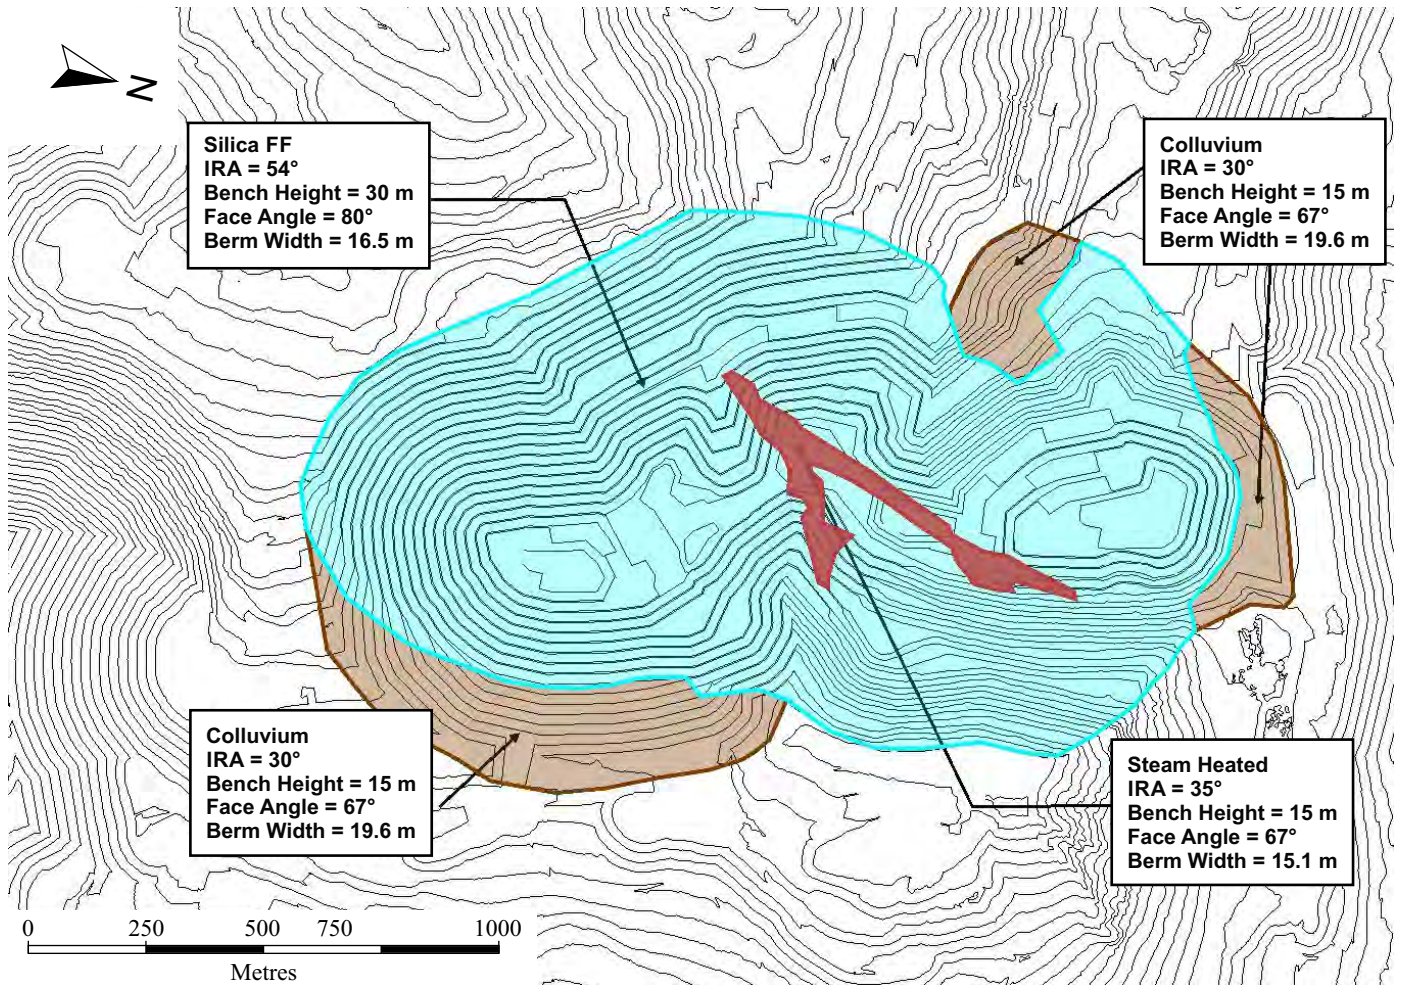 N
Silica FF
IRA = 54°
Bench Height = 30 m
Face Angle = 80°
Berm Width = 16.5 m
Colluvium
IRA = 30°
Bench Height = 15 m
Face Angle = 67°
Berm Width = 19.6 m
Colluvium
IRA = 30°
Bench Height = 15 m
Face Angle = 67°
Berm Width = 19.6 m
Steam Heated
IRA = 35°
Bench Height = 15 m
Face Angle = 67°
Berm Width = 15.1 m
0 250 500 750 1000
Metres